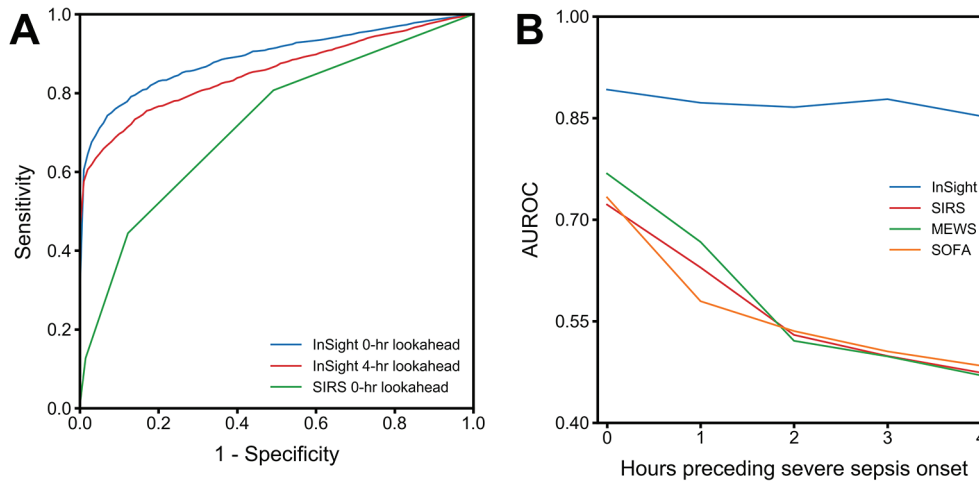 A
1.0
0.8
0.6
0.4
0.2
0.0
0.0 0.2 0.4 0.6 0.8 1.0
Sensitivity
1 - Specificity
InSight 0-hr lookahead
InSight 4-hr lookahead
SIRS 0-hr lookahead
B
1.00
0.85
0.70
0.55
0.40
0 1 2 3 4
AUROC
Hours preceding severe sepsis onset
InSight
SIRS
MEWS
SOFA